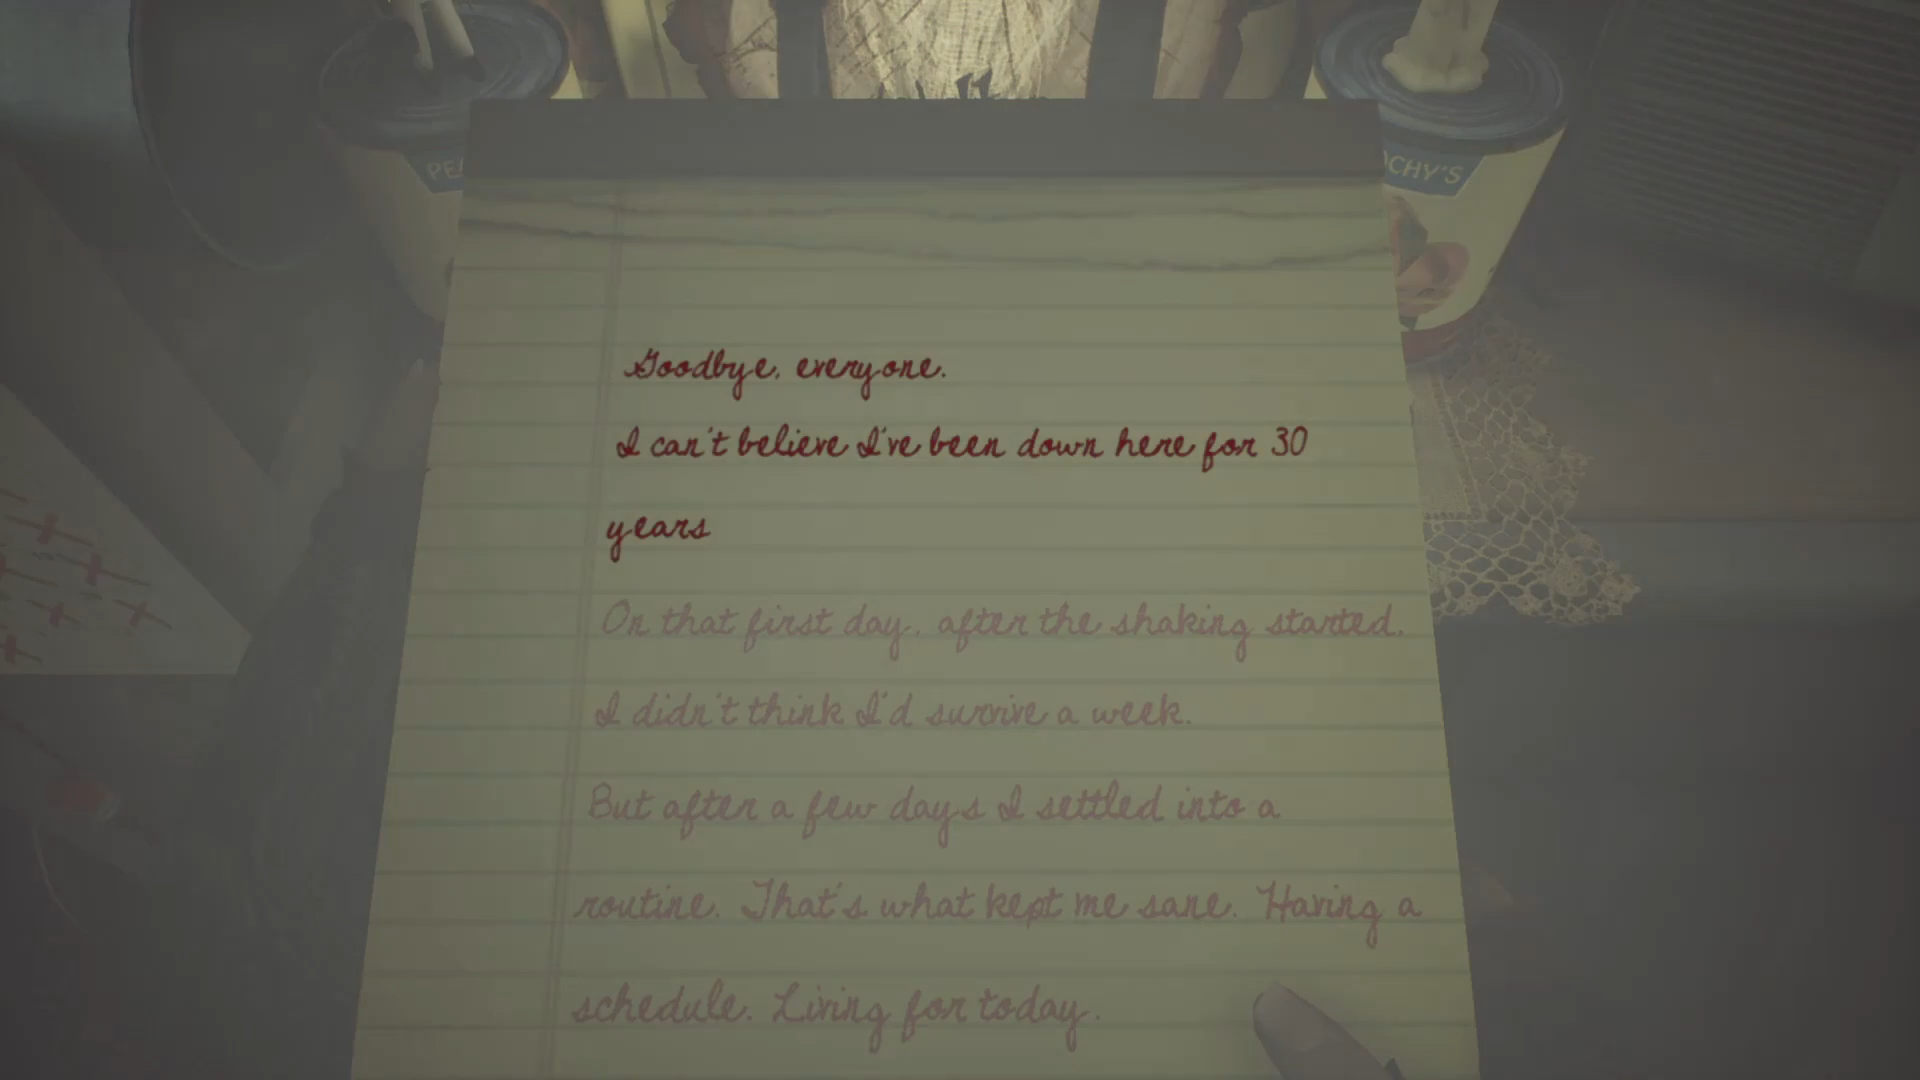 Goodbye, everyone.
I can't believe I've been down here for 30
years
On that first day, after the shaking started,
I didn't think I'd survive a week.
But after a few days I settled into a
routine. That's what kept me sane. Having a
schedule. Living for today.
CHY'S